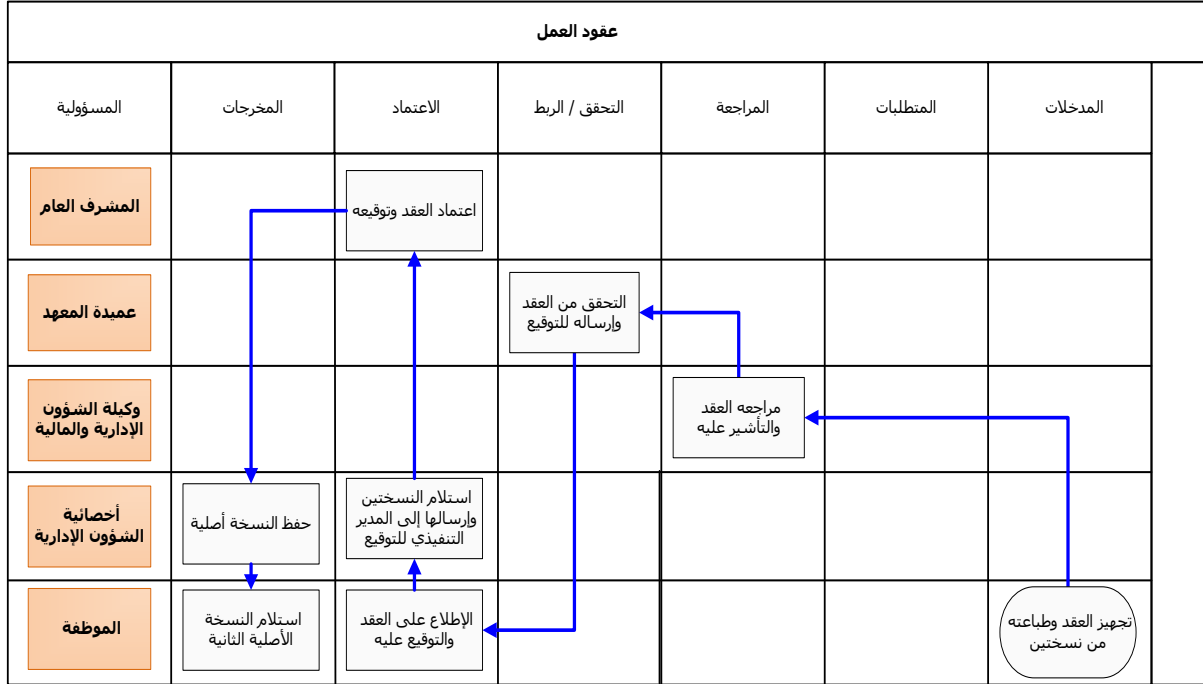 عقود العمل
المدخلات
المتطلبات
المراجعة
التحقق / الربط
الاعتماد
المخرجات
المسؤولية
المشرف العام
اعتماد العقد وتوقيعه
عميدة المعهد
التحقق من العقد
وإرساله للتوقيع
وكيلة الشؤون
الإدارية والمالية
مراجعه العقد
والتأشير عليه
أخصائية
الشؤون الإدارية
حفظ النسخة أصلية
استلام النسختين
وإرسالها إلى المدير
التنفيذي للتوقيع
الموظفة
استلام النسخة
الأصلية الثانية
الإطلاع على العقد
والتوقيع عليه
تجهيز العقد وطباعته
من نسختين